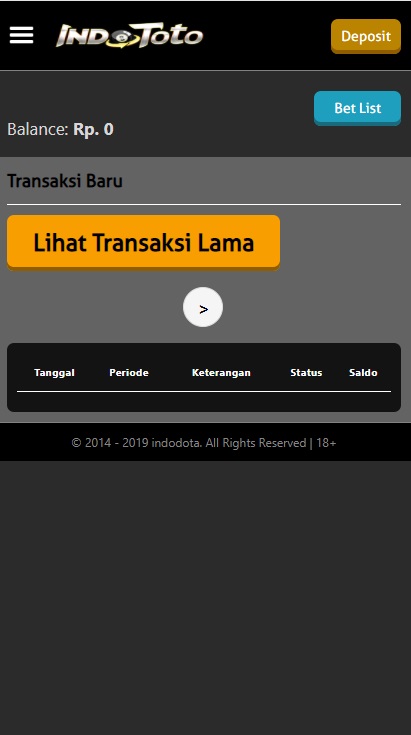 INDOTOTO
Deposit
Bet List
Balance: Rp. 0
Transaksi Baru
Lihat Transaksi Lama
>
Tanggal Periode Keterangan Status Saldo
© 2014 - 2019 indodota. All Rights Reserved | 18+